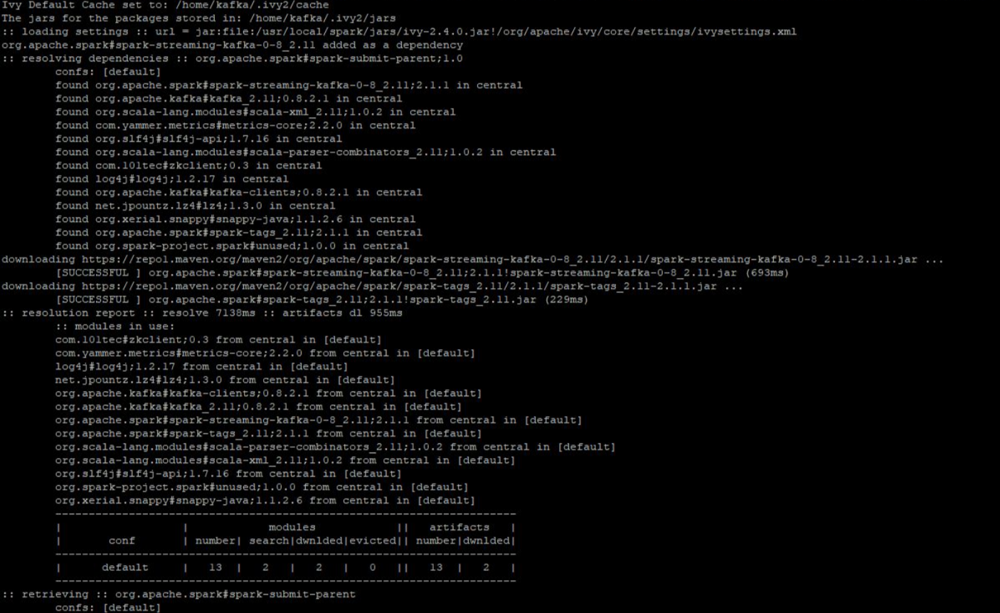 Ivy Default Cache set to: /home/kafka/.ivy2/cache
The jars for the packages stored in: /home/kafka/.ivy2/jars
:: loading settings :: url = jar:file:/usr/local/spark/jars/ivy-2.4.0.jar!/org/apache/ivy/core/settings/ivysettings.xml
org.apache.spark#spark-streaming-kafka-0-8_2.11 added as a dependency
:: resolving dependencies :: org.apache.spark#spark-submit-parent;1.0
confs: [default]
found org.apache.spark#spark-streaming-kafka-0-8_2.11;2.1.1 in central
found org.apache.kafka#kafka_2.11;0.8.2.1 in central
found org.scala-lang.modules#scala-xml_2.11;1.0.2 in central
found com.yammer.metrics#metrics-core;2.2.0 in central
found org.slf4j#slf4j-api;1.7.16 in central
found org.scala-lang.modules#scala-parser-combinators_2.11;1.0.2 in central
found com.101tec#zkclient;0.3 in central
found log4j#log4j;1.2.17 in central
found org.apache.kafka#kafka-clients;0.8.2.1 in central
found net.jpountz.lz4#lz4;1.3.0 in central
found org.xerial.snappy#snappy-java;1.1.2.6 in central
found org.apache.spark#spark-tags_2.11;2.1.1 in central
found org.spark-project.spark#unused;1.0.0 in central
downloading https://repo1.maven.org/maven2/org/apache/spark/spark-streaming-kafka-0-8_2.11/2.1.1/spark-streaming-kafka-0-8_2.11-2.1.1.jar ...
[SUCCESSFUL ] org.apache.spark#spark-streaming-kafka-0-8_2.11;2.1.1!spark-streaming-kafka-0-8_2.11.jar (693ms)
downloading https://repo1.maven.org/maven2/org/apache/spark/spark-tags_2.11/2.1.1/spark-tags_2.11-2.1.1.jar ...
[SUCCESSFUL ] org.apache.spark#spark-tags_2.11;2.1.1!spark-tags_2.11.jar (229ms)
:: resolution report :: resolve 7138ms :: artifacts dl 955ms
:: modules in use:
com.101tec#zkclient;0.3 from central in [default]
com.yammer.metrics#metrics-core;2.2.0 from central in [default]
log4j#log4j;1.2.17 from central in [default]
net.jpountz.lz4#lz4;1.3.0 from central in [default]
org.apache.kafka#kafka-clients;0.8.2.1 from central in [default]
org.apache.kafka#kafka_2.11;0.8.2.1 from central in [default]
org.apache.spark#spark-streaming-kafka-0-8_2.11;2.1.1 from central in [default]
org.apache.spark#spark-tags_2.11;2.1.1 from central in [default]
org.scala-lang.modules#scala-parser-combinators_2.11;1.0.2 from central in [default]
org.scala-lang.modules#scala-xml_2.11;1.0.2 from central in [default]
org.slf4j#slf4j-api;1.7.16 from central in [default]
org.spark-project.spark#unused;1.0.0 from central in [default]
org.xerial.snappy#snappy-java;1.1.2.6 from central in [default]
---------------------------------------------------------------------
|                  |            modules            ||   artifacts   |
|       conf       | number| search|dwnlded|evicted|| number|dwnlded|
---------------------------------------------------------------------
|      default     |   13  |   2   |   2   |   0   ||   13  |   2   |
---------------------------------------------------------------------
:: retrieving :: org.apache.spark#spark-submit-parent
confs: [default]